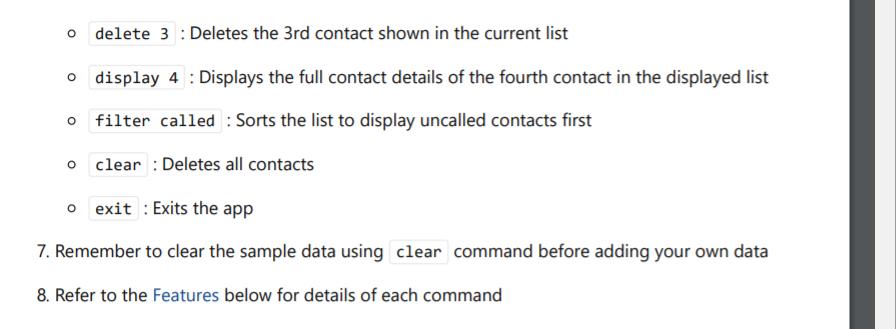 delete 3 : Deletes the 3rd contact shown in the current list
display 4 : Displays the full contact details of the fourth contact in the displayed list
filter called : Sorts the list to display uncalled contacts first
clear : Deletes all contacts
exit : Exits the app
7. Remember to clear the sample data using clear command before adding your own data
8. Refer to the Features below for details of each command